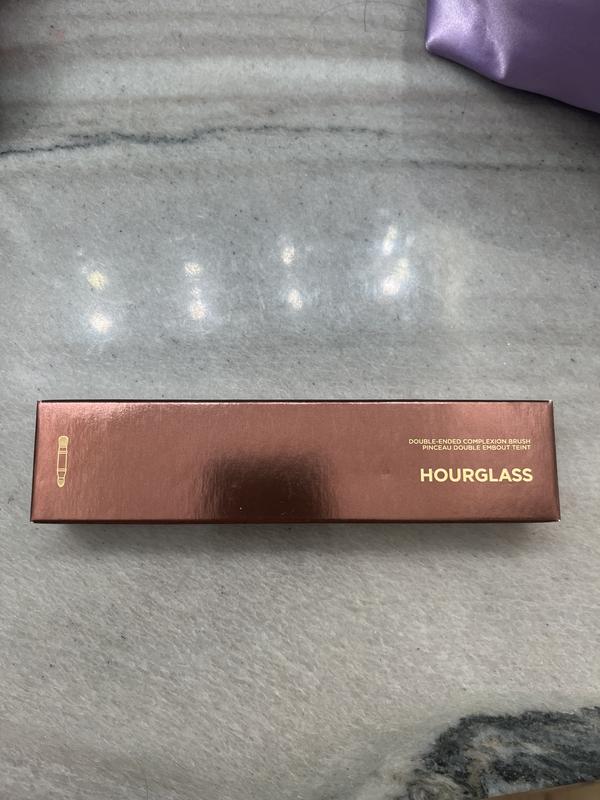 DOUBLE-ENDED COMPLEXION BRUSH
PINCEAU DOUBLE EMBOUT TEINT
HOURGLASS